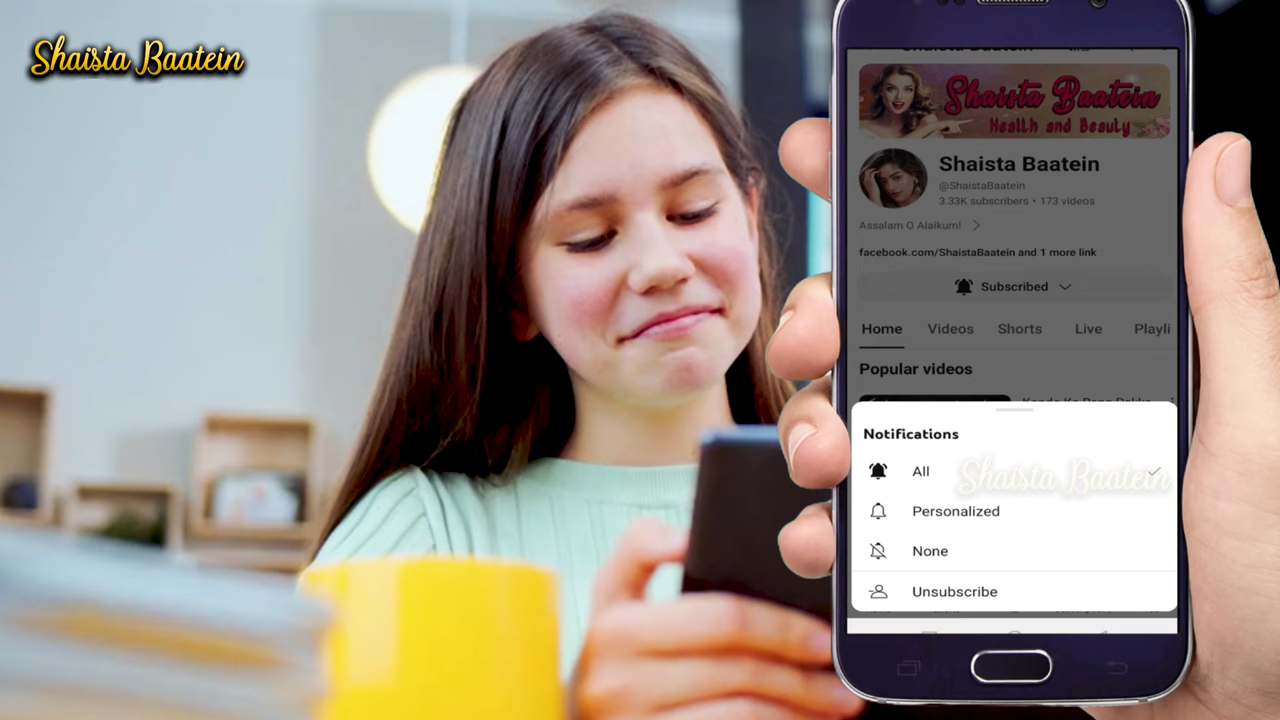 Shaista Baatein
Shaista Baatein
Health and Beauty
Shaista Baatein
@ShaistaBaatein
3.33K subscribers • 173 videos
Assalam O Alaikum!
facebook.com/ShaistaBaatein and 1 more link
Subscribed
Home Videos Shorts Live Playli
Popular videos
Notifications
All
Shaista Baatein
Personalized
None
Unsubscribe